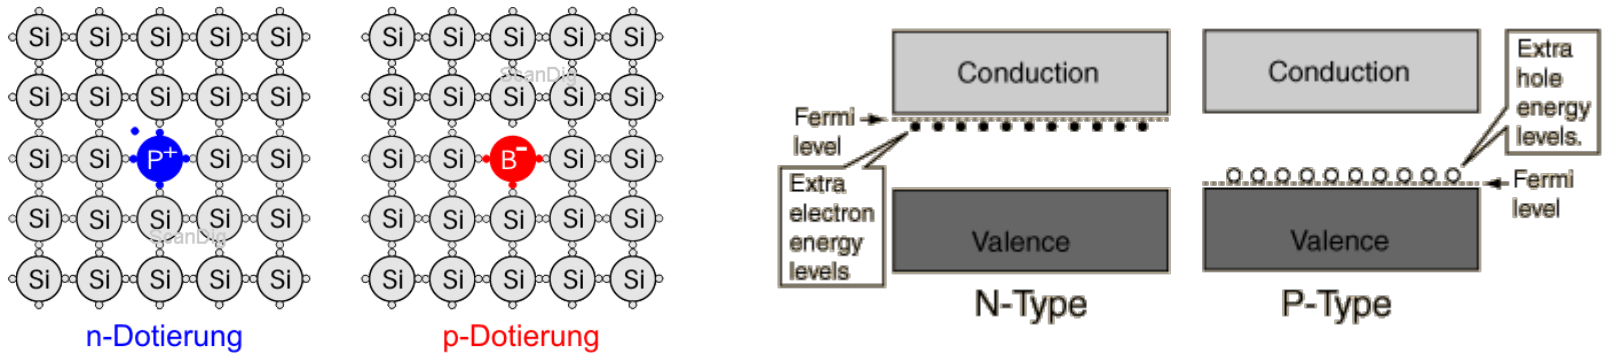 Si Si Si Si Si
Si Si Si Si Si
Si Si P+ Si Si
Si Si Si Si Si
ScanDig
Si Si Si Si Si
n-Dotierung
Si Si Si Si Si
ScanDig
Si Si Si Si Si
Si Si B- Si Si
Si Si Si Si Si
Si Si Si Si Si
p-Dotierung
Conduction
Fermi
level
Extra
electron
energy
levels
Valence
N-Type
Conduction
Extra
hole
energy
levels.
Fermi
level
Valence
P-Type